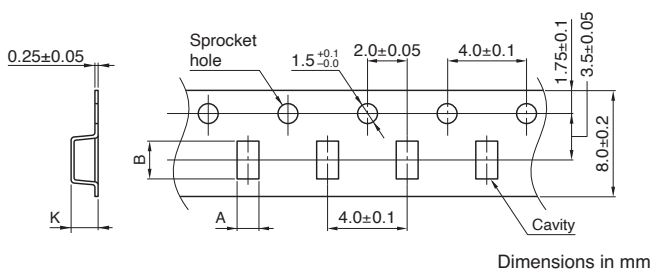 0.25±0.05
Sprocket
hole
1.5 +0.1 −0.0
2.0±0.05
4.0±0.1
1.75±0.1
3.5±0.05
8.0±0.2
B
K
A
4.0±0.1
Cavity
Dimensions in mm